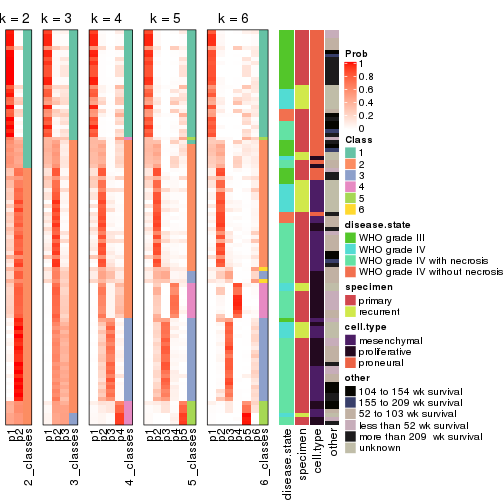 k = 2 k = 3 k = 4 k = 5 k = 6
Prob
1
0.8
0.6
0.4
0.2
0
Class
1
2
3
4
5
6
disease.state
WHO grade III
WHO grade IV
WHO grade IV with necrosis
WHO grade IV without necrosis
specimen
primary
recurrent
cell.type
mesenchymal
proliferative
proneural
other
104 to 154 wk survival
155 to 209 wk survival
52 to 103 wk survival
less than 52 wk survival
more than 209 wk survival
unknown
p1
p2
2_classes
p1
p2
p3
3_classes
p1
p2
p3
p4
4_classes
p1
p2
p3
p4
p5
5_classes
p1
p2
p3
p4
p5
p6
6_classes
disease.state
specimen
cell.type
other